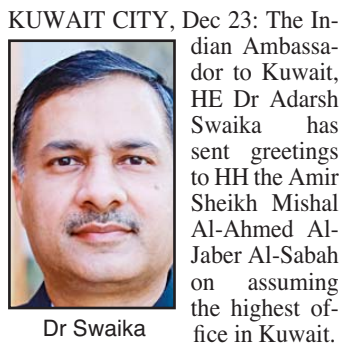 KUWAIT CITY, Dec 23: The In-
dian Ambassa-
dor to Kuwait,
HE Dr Adarsh
Swaika has
sent greetings
to HH the Amir
Sheikh Mishal
Al-Ahmed Al-
Jaber Al-Sabah
on assuming
the highest of-
fice in Kuwait.
Dr Swaika